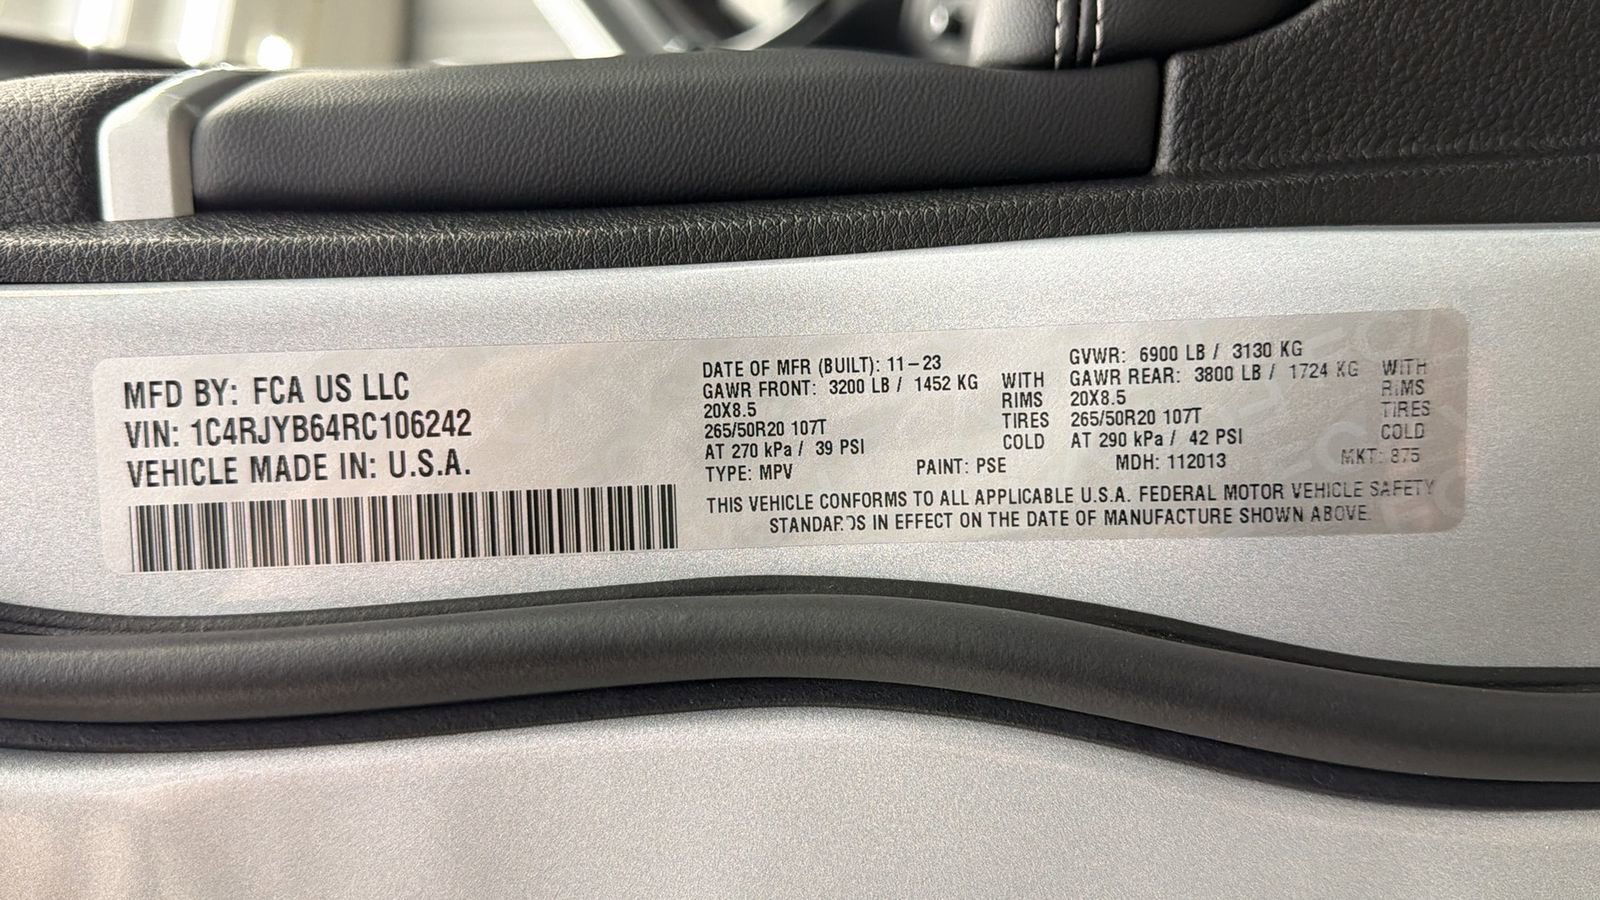 MFD BY: FCA US LLC
VIN: 1C4RJYB64RC106242
VEHICLE MADE IN: U.S.A.
DATE OF MFR (BUILT): 11-23
GAWR FRONT: 3200 LB / 1452 KG WITH
20X8.5 RIMS
265/50R20 107T TIRES
AT 270 kPa / 39 PSI COLD
GVWR: 6900 LB / 3130 KG
GAWR REAR: 3800 LB / 1724 KG WITH
20X8.5 RIMS
265/50R20 107T TIRES
AT 290 kPa / 42 PSI COLD
TYPE: MPV PAINT: PSE MDH: 112013 MKT: 875
THIS VEHICLE CONFORMS TO ALL APPLICABLE U.S.A. FEDERAL MOTOR VEHICLE SAFETY
STANDARDS IN EFFECT ON THE DATE OF MANUFACTURE SHOWN ABOVE.